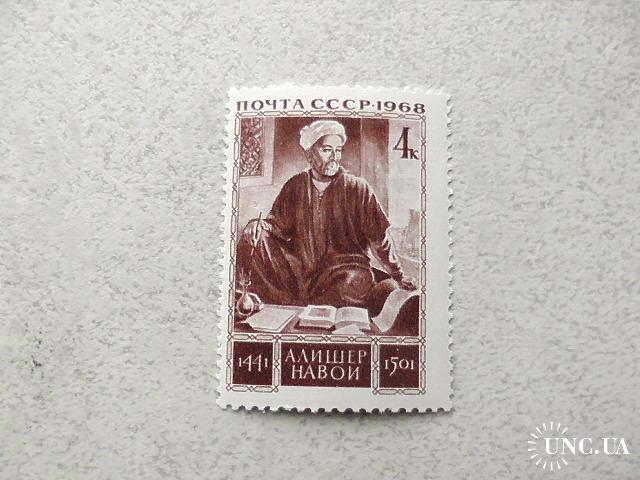 ПОЧТА СССР·1968
4к
1441 АЛИШЕР НАВОИ 1501
UNC.UA